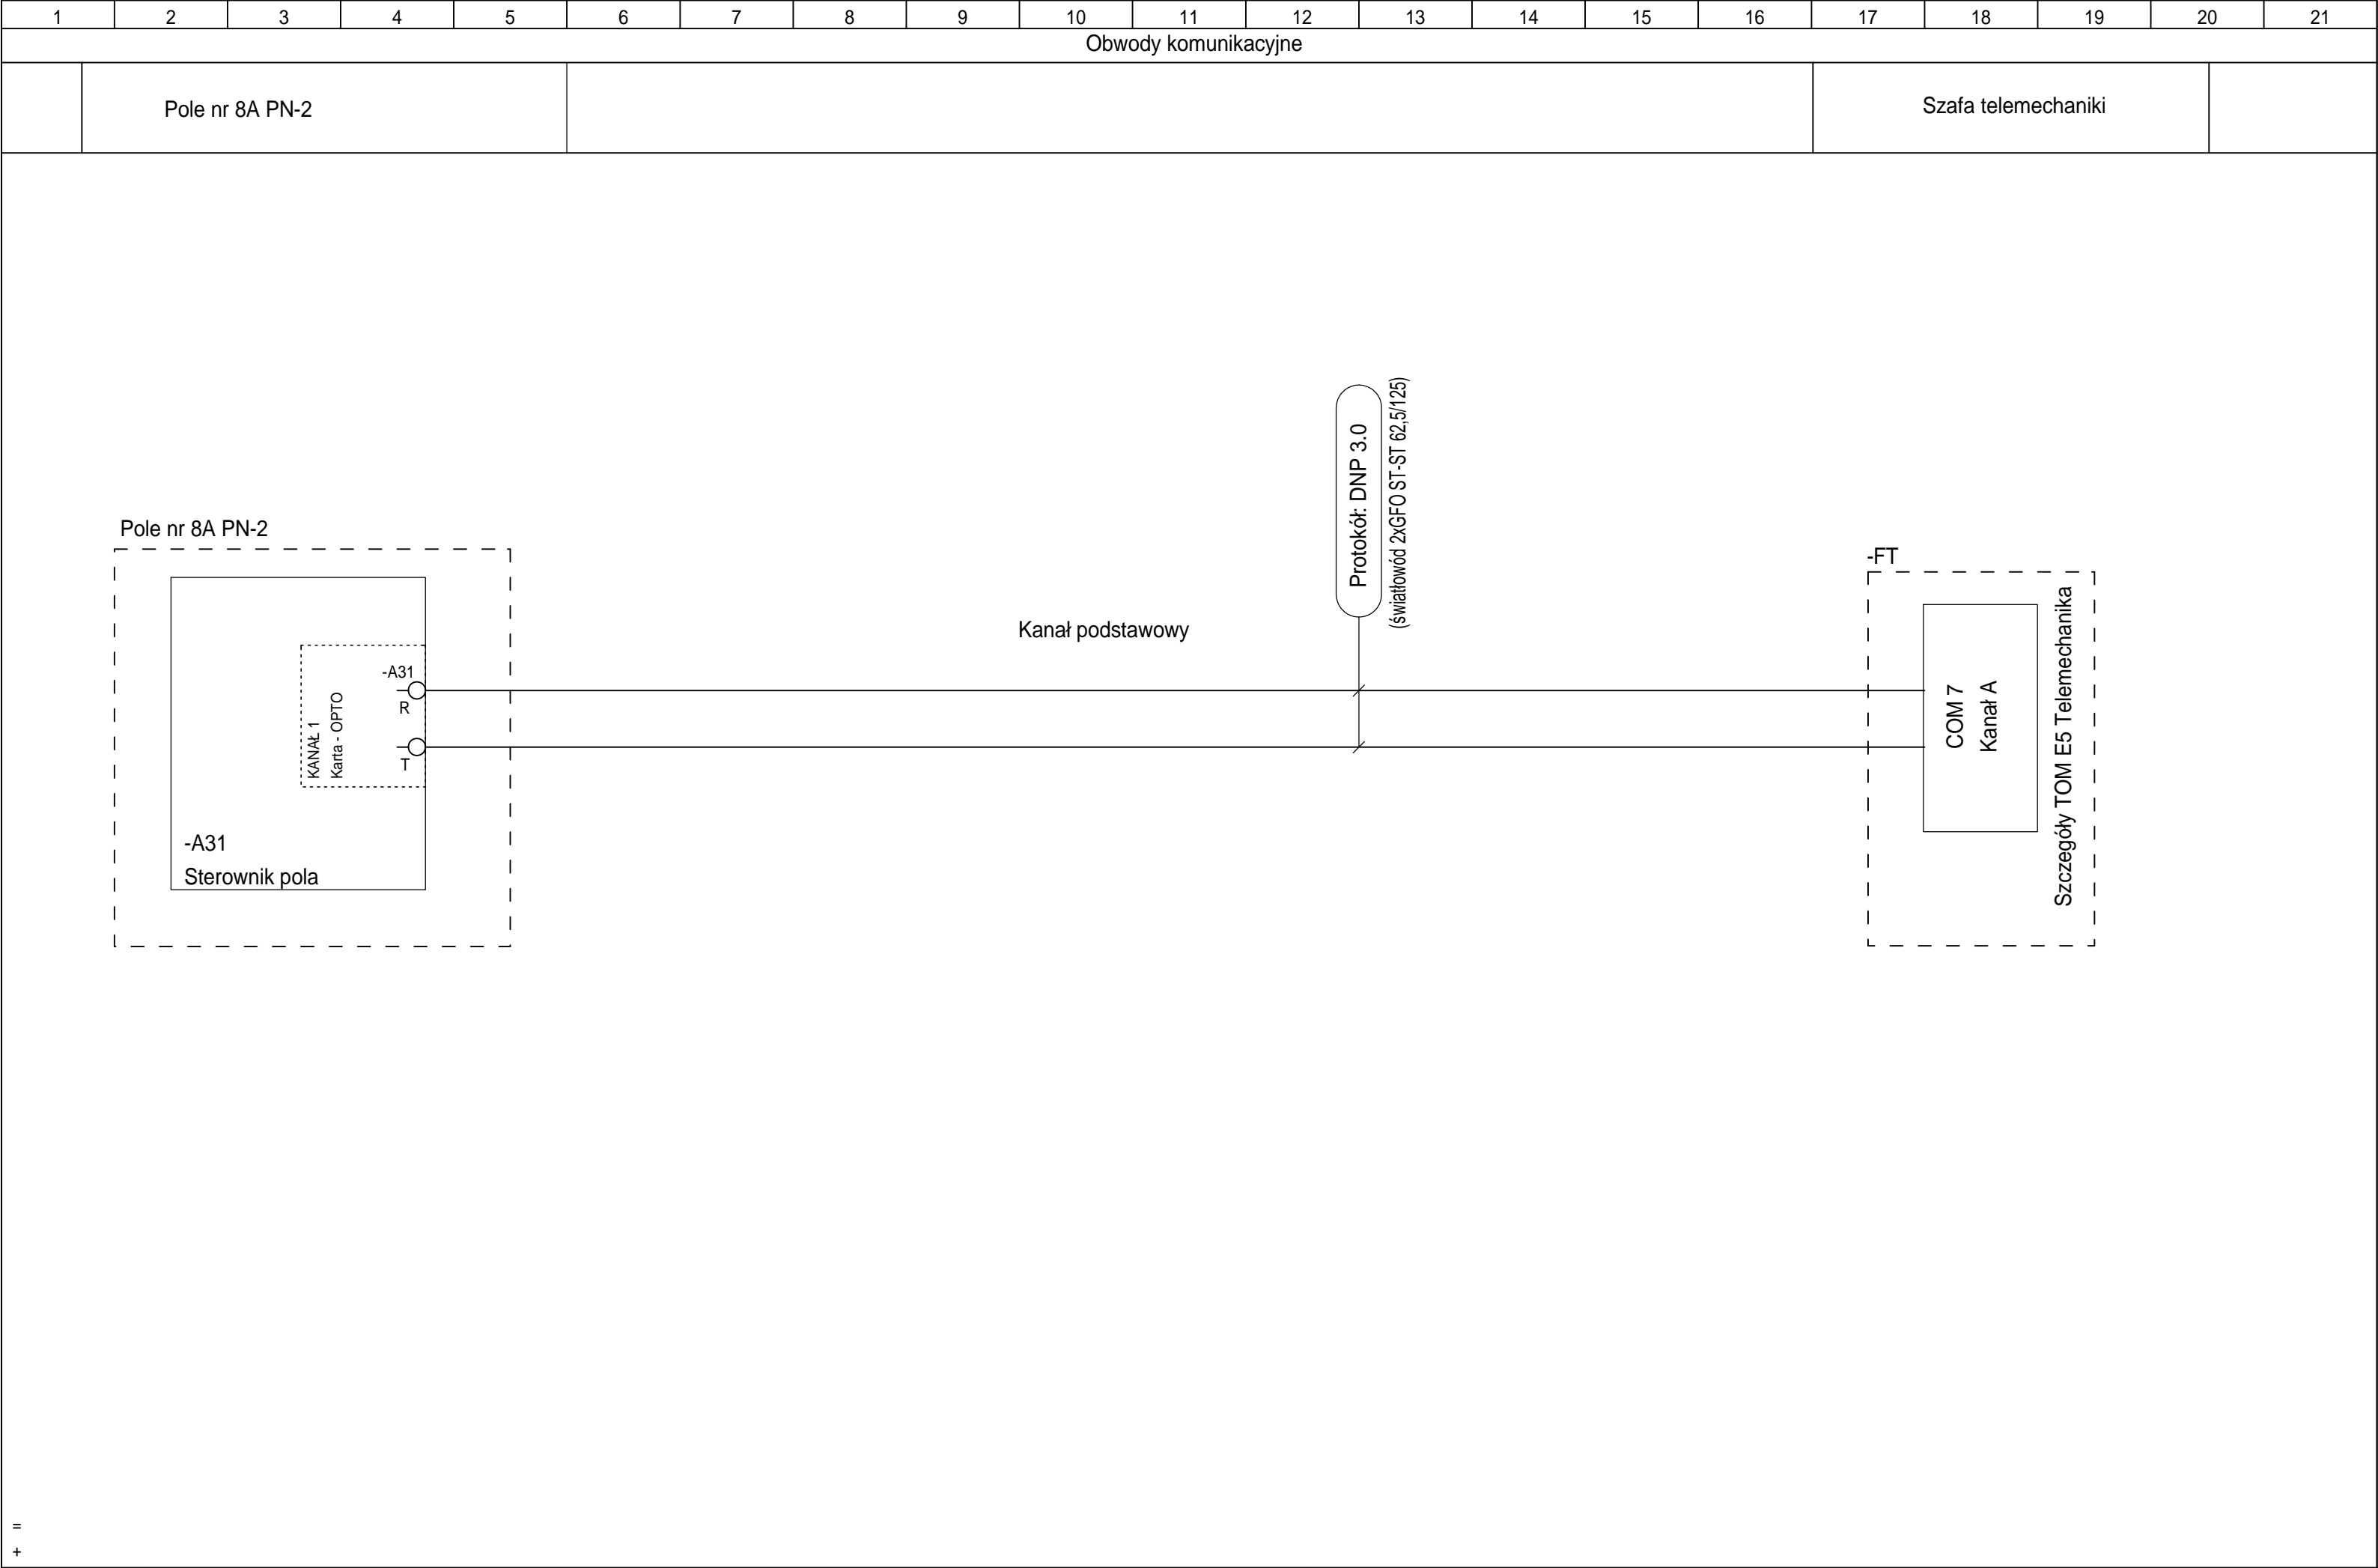 1 2 3 4 5 6 7 8 9 10 11 12 13 14 15 16 17 18 19 20 21
Obwody komunikacyjne
Pole nr 8A PN-2
Szafa telemechaniki
Protokół: DNP 3.0
(światłowód 2xGFO ST-ST 62,5/125)
Pole nr 8A PN-2
-FT
Kanał podstawowy
-A31
R
T
KANAŁ 1
Karta - OPTO
-A31
Sterownik pola
COM 7
Kanał A
Szczegóły TOM E5 Telemechanika
=
+